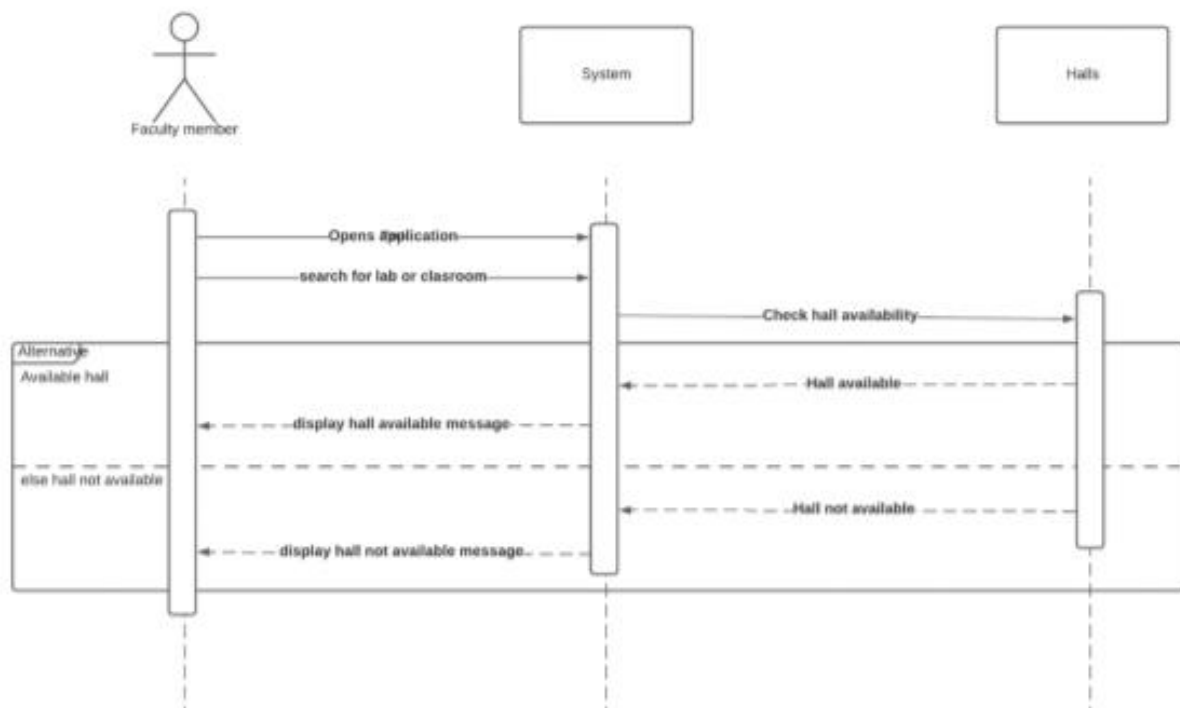 Faculty member
System
Halls
Opens application
search for lab or clasroom
Check hall availability
Alternative
Available hall
Hall available
display hall available message
else hall not available
Hall not available
display hall not available message